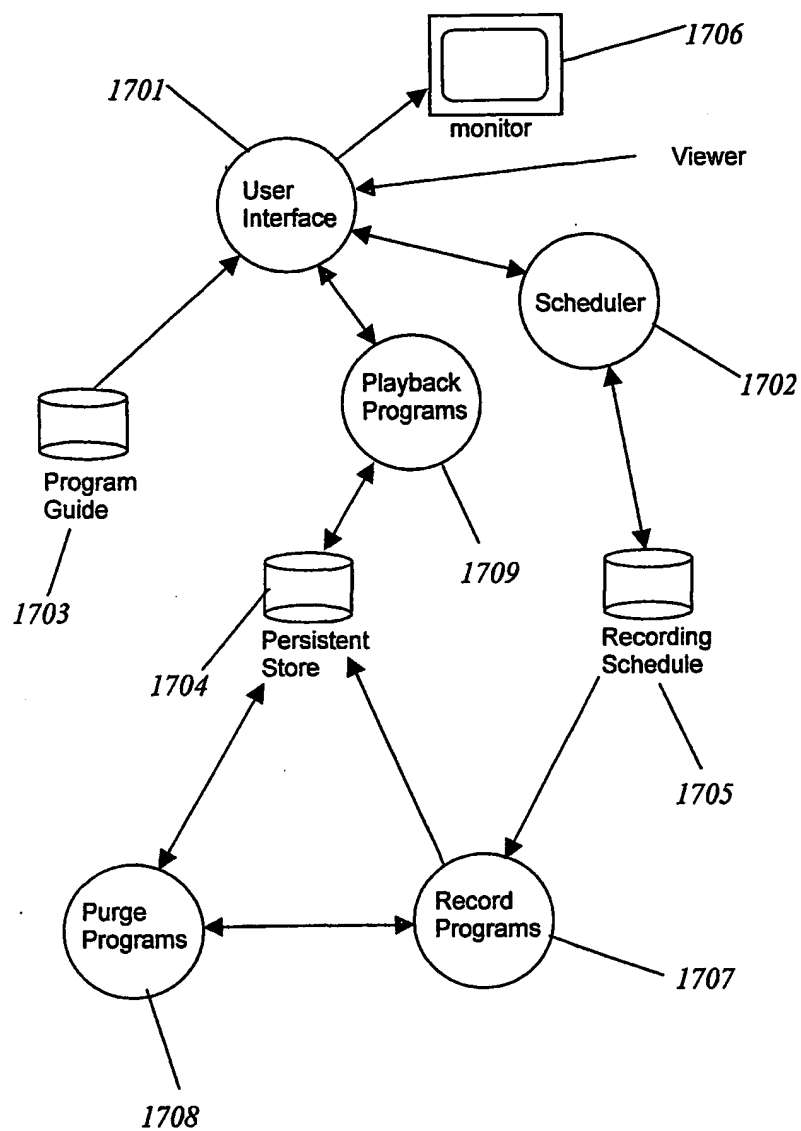 1706
1701
monitor
Viewer
User
Interface
Scheduler
1702
Playback
Programs
Program
Guide
1703
1709
Persistent
Store
1704
Recording
Schedule
1705
Purge
Programs
Record
Programs
1707
1708